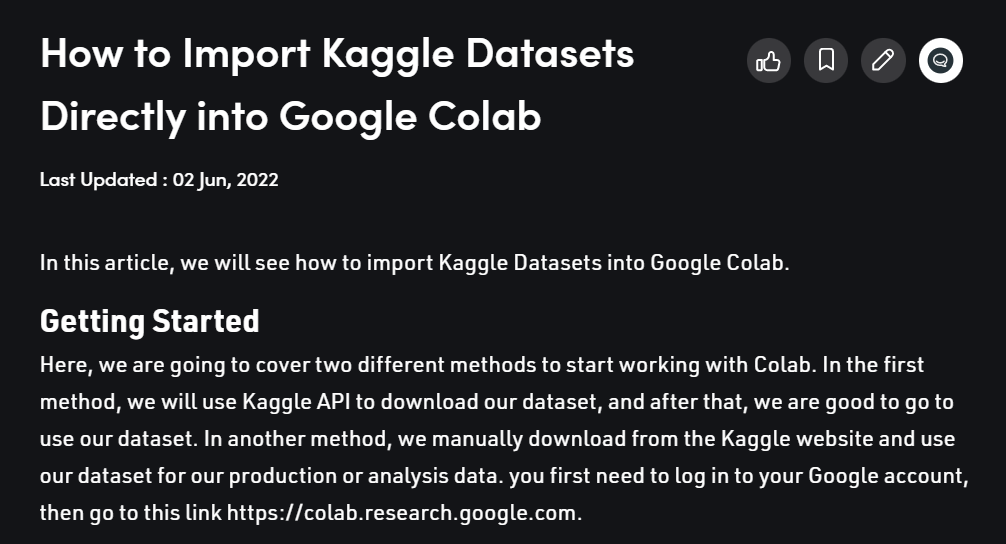 How to Import Kaggle Datasets
Directly into Google Colab
Last Updated : 02 Jun, 2022
In this article, we will see how to import Kaggle Datasets into Google Colab.
Getting Started
Here, we are going to cover two different methods to start working with Colab. In the first
method, we will use Kaggle API to download our dataset, and after that, we are good to go to
use our dataset. In another method, we manually download from the Kaggle website and use
our dataset for our production or analysis data. you first need to log in to your Google account,
then go to this link https://colab.research.google.com.